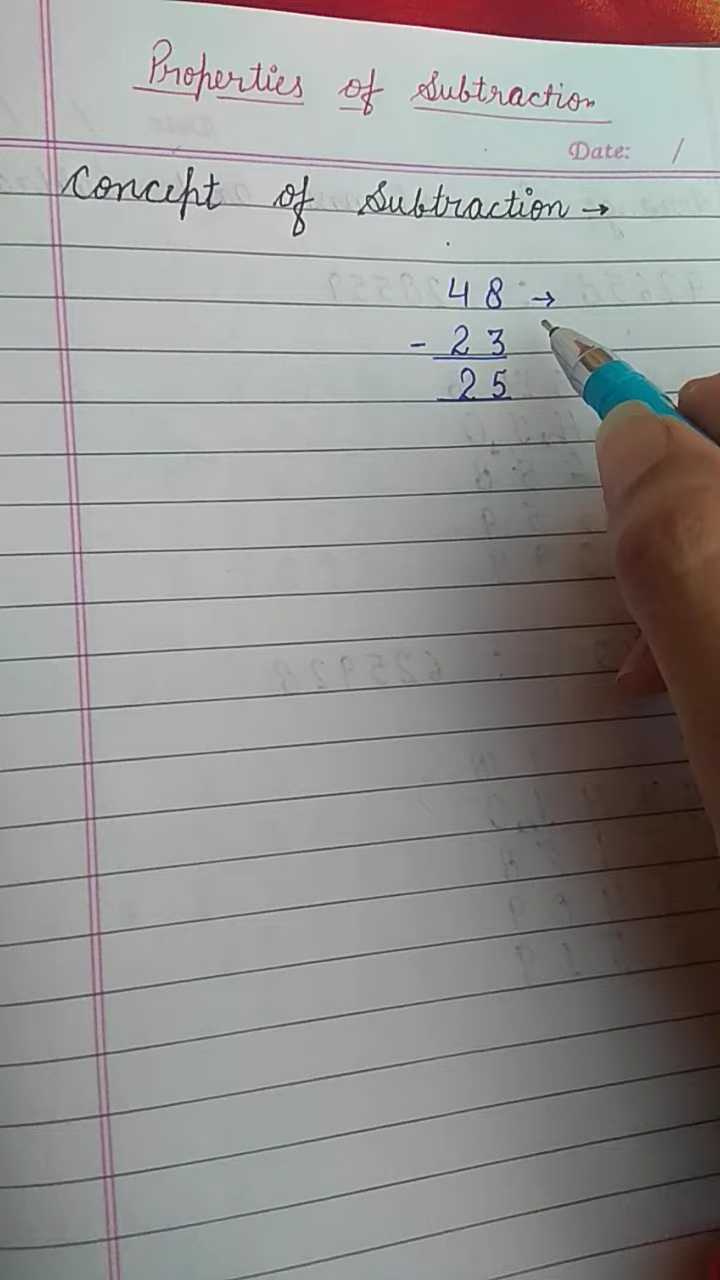 Properties of Subtraction
Date: /
Concept of Subtraction →
48 →
- 23
25